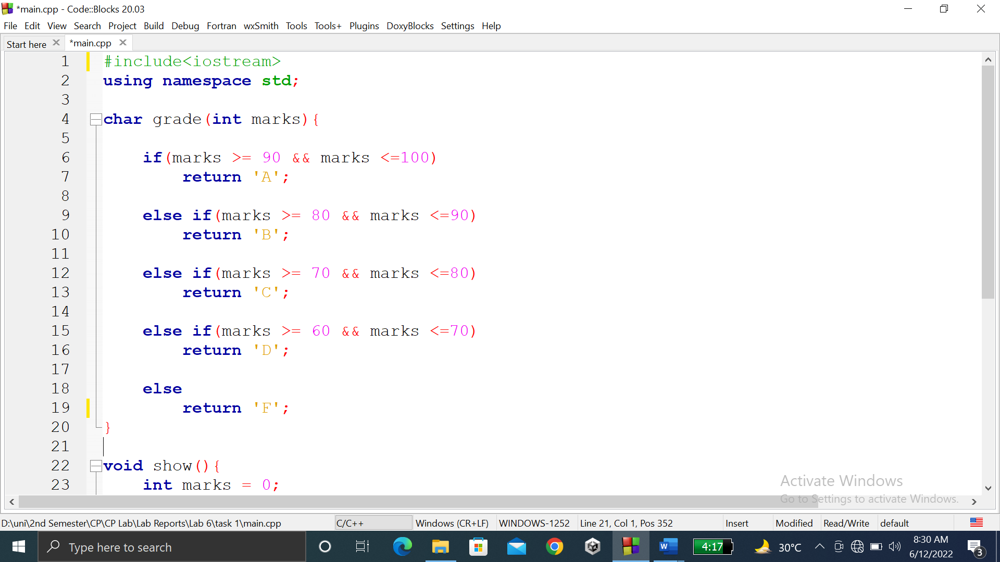 *main.cpp - Code::Blocks 20.03
File Edit View Search Project Build Debug Fortran wxSmith Tools Tools+ Plugins DoxyBlocks Settings Help
Start here *main.cpp
1 #include<iostream>
2 using namespace std;
3
4 char grade(int marks){
5
6 if(marks >= 90 && marks <=100)
7 return 'A';
8
9 else if(marks >= 80 && marks <=90)
10 return 'B';
11
12 else if(marks >= 70 && marks <=80)
13 return 'C';
14
15 else if(marks >= 60 && marks <=70)
16 return 'D';
17
18 else
19 return 'F';
20 }
21
22 void show(){
23 int marks = 0;
Activate Windows
Go to Settings to activate Windows.
D:\uni\2nd Semester\CP\CP Lab\Lab Reports\Lab 6\task 1\main.cpp C/C++ Windows (CR+LF) WINDOWS-1252 Line 21, Col 1, Pos 352 Insert Modified Read/Write default
Type here to search W 4:17 30°C 8:30 AM
6/12/2022 3